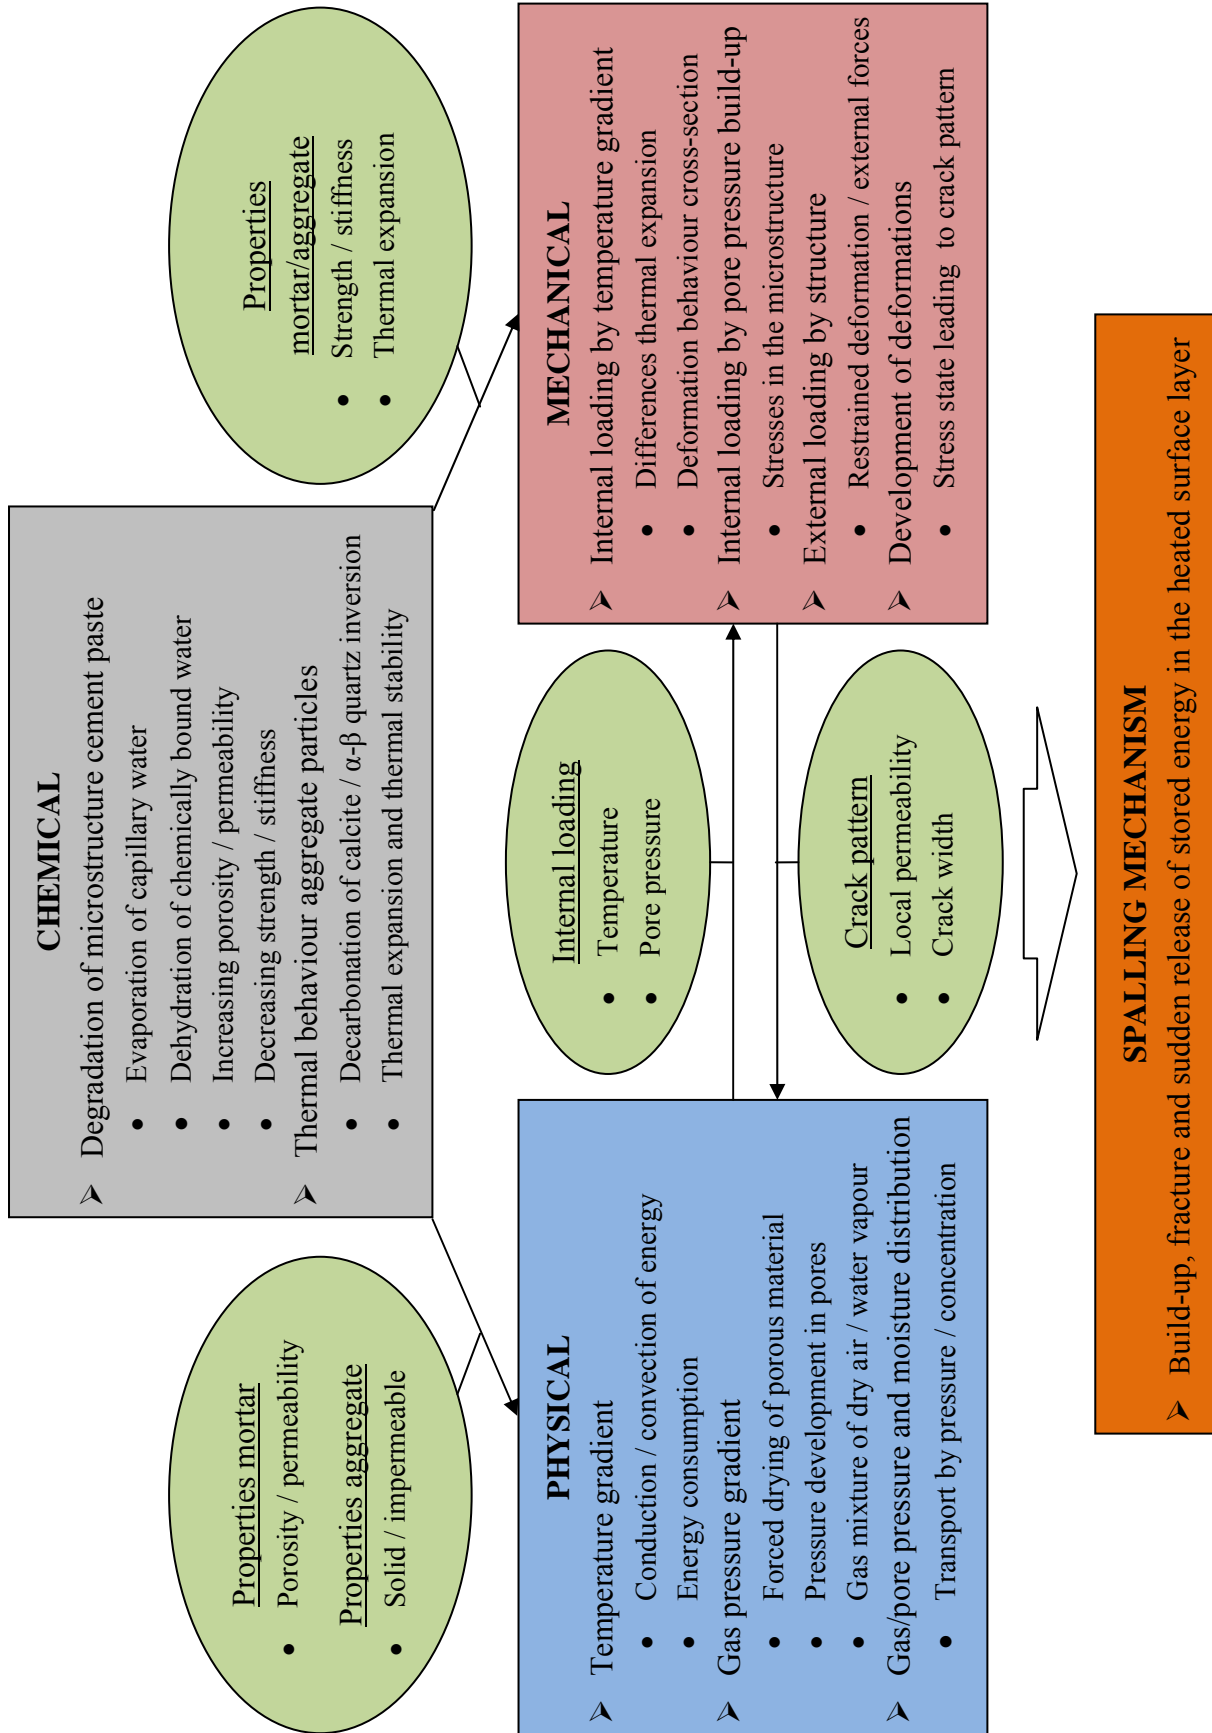 CHEMICAL
➢ Degradation of microstructure cement paste
• Evaporation of capillary water
• Dehydration of chemically bound water
• Increasing porosity / permeability
• Decreasing strength / stiffness
➢ Thermal behaviour aggregate particles
• Decarbonation of calcite / α-β quartz inversion
• Thermal expansion and thermal stability
Properties mortar
• Porosity / permeability
Properties aggregate
• Solid / impermeable
Properties
mortar/aggregate
• Strength / stiffness
• Thermal expansion
PHYSICAL
➢ Temperature gradient
• Conduction / convection of energy
• Energy consumption
➢ Gas pressure gradient
• Forced drying of porous material
• Pressure development in pores
• Gas mixture of dry air / water vapour
➢ Gas/pore pressure and moisture distribution
• Transport by pressure / concentration
Internal loading
• Temperature
• Pore pressure
Crack pattern
• Local permeability
• Crack width
MECHANICAL
➢ Internal loading by temperature gradient
• Differences thermal expansion
• Deformation behaviour cross-section
➢ Internal loading by pore pressure build-up
• Stresses in the microstructure
➢ External loading by structure
• Restrained deformation / external forces
➢ Development of deformations
• Stress state leading to crack pattern
SPALLING MECHANISM
➢ Build-up, fracture and sudden release of stored energy in the heated surface layer